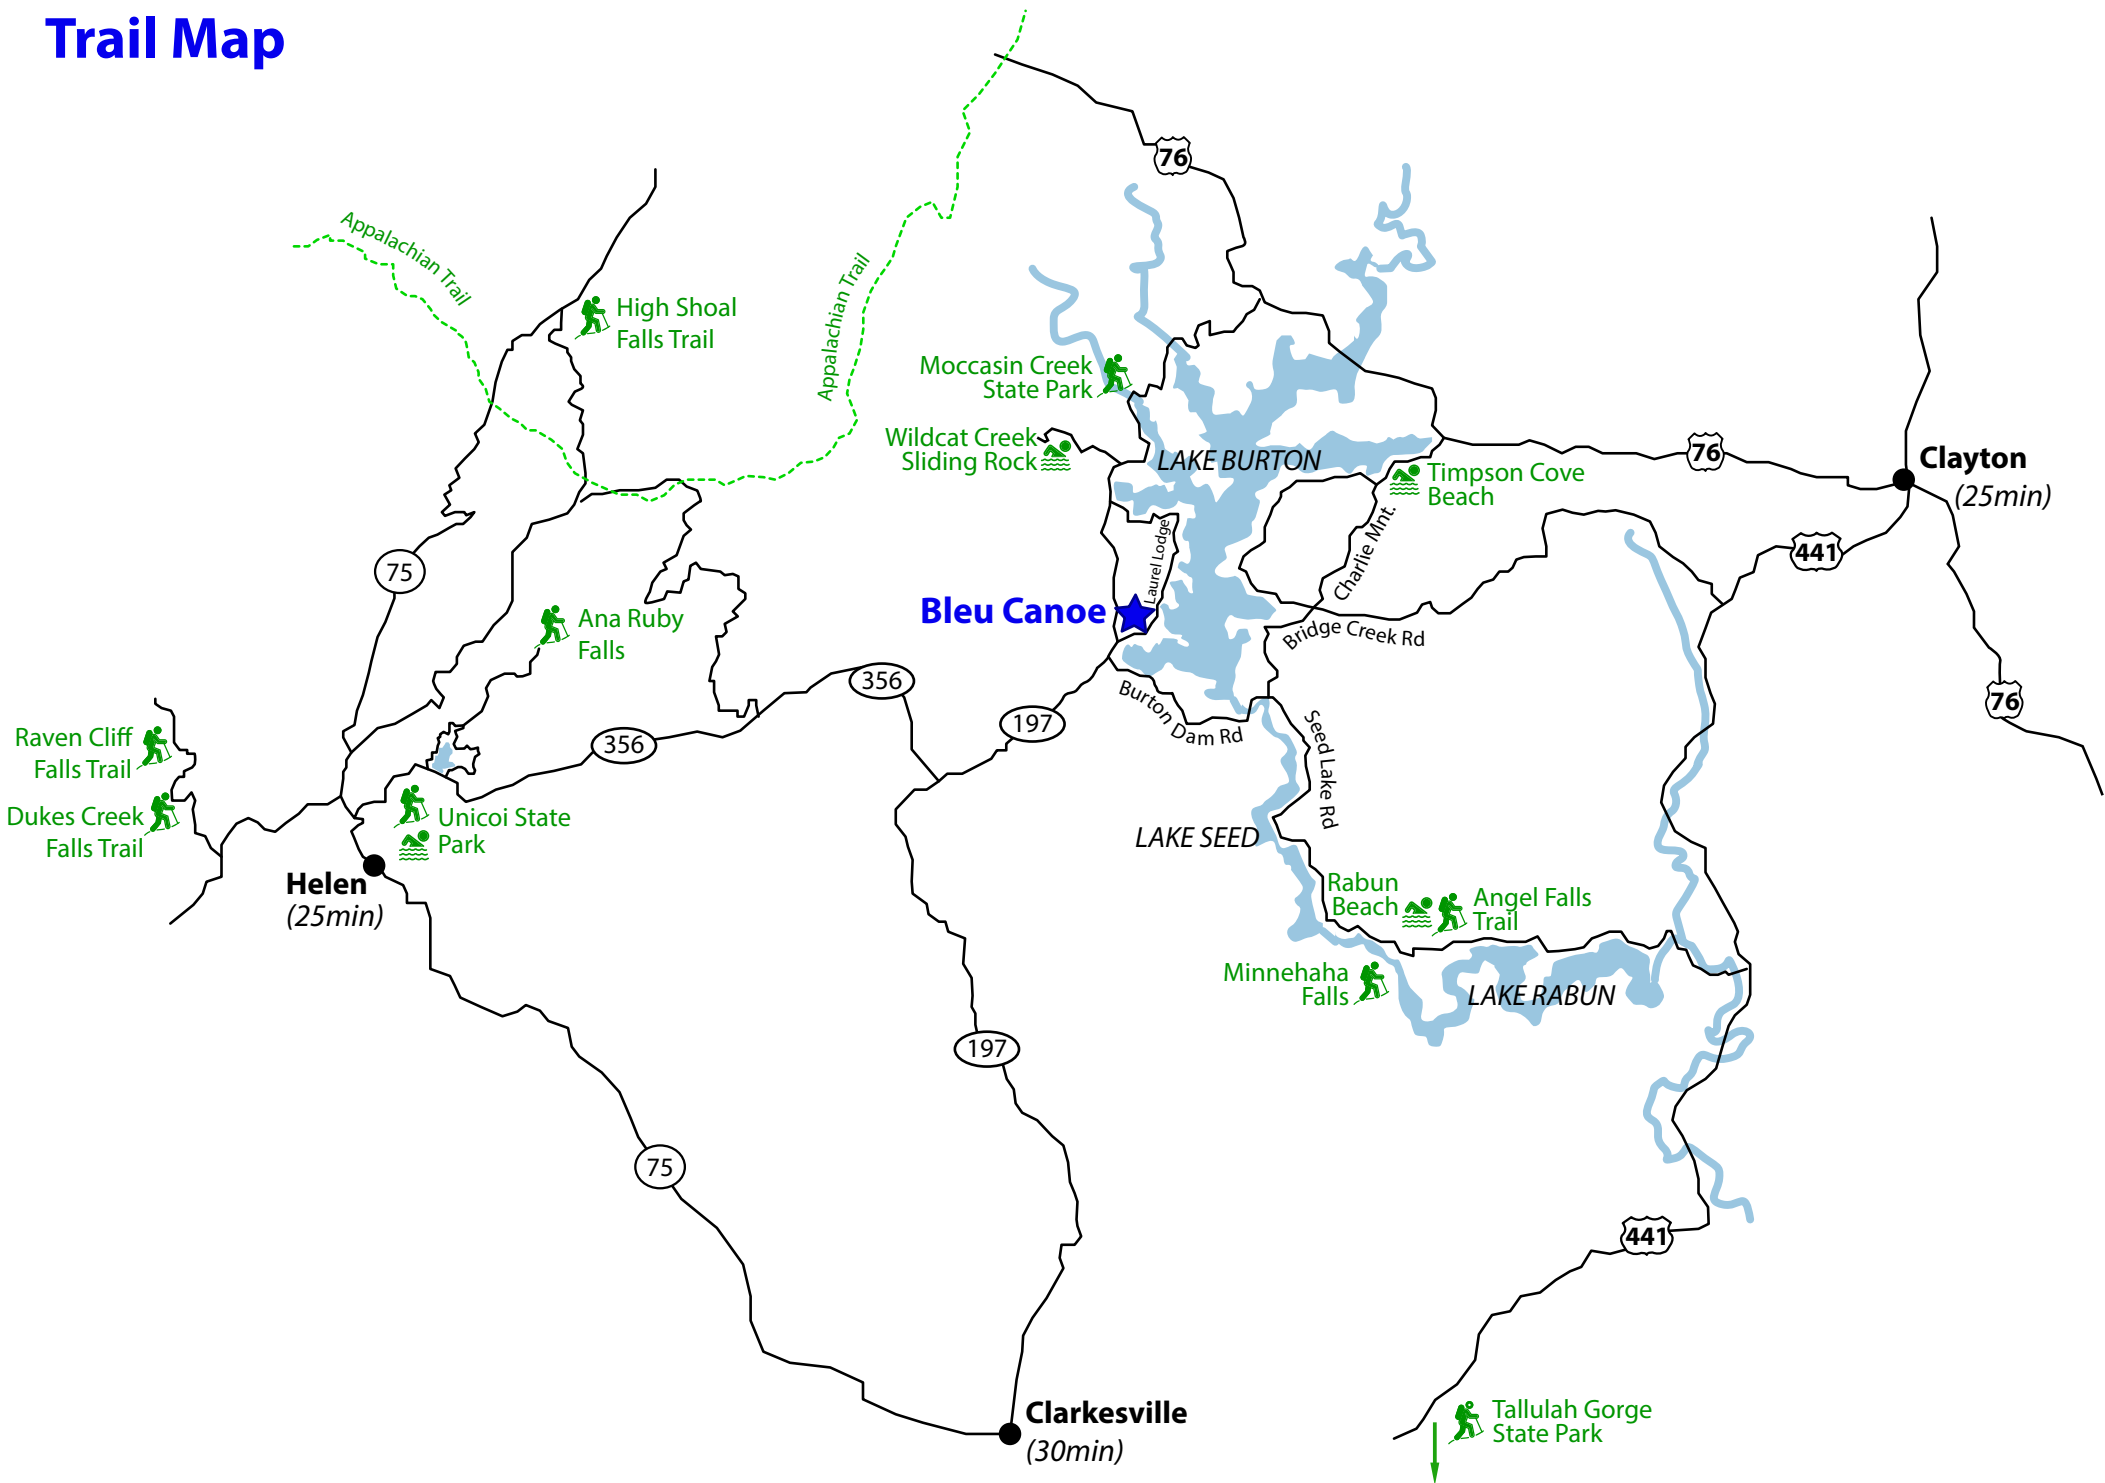 Trail Map
76
Appalachian Trail
Appalachian Trail
High Shoal
Falls Trail
Moccasin Creek
State Park
Wildcat Creek
Sliding Rock
LAKE BURTON
Timpson Cove
Beach
76
Clayton
(25min)
441
75
Laurel Lodge
Charlie Mnt.
Bleu Canoe
Ana Ruby
Falls
Bridge Creek Rd
356
197
Burton Dam Rd
76
356
Seed Lake Rd
Raven Cliff
Falls Trail
Dukes Creek
Falls Trail
Unicoi State
Park
LAKE SEED
Helen
(25min)
Rabun
Beach
Angel Falls
Trail
Minnehaha
Falls
LAKE RABUN
197
75
441
Clarkesville
(30min)
Tallulah Gorge
State Park